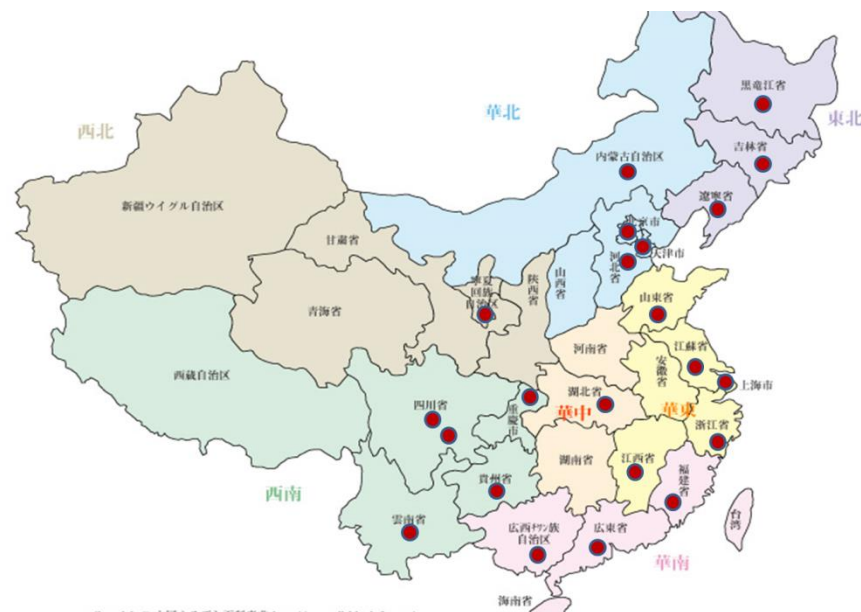 黒竜江省
東北
華北
西北
吉林省
内蒙古自治区
遼寧省
新疆ウイグル自治区
北京市
甘粛省
天津市
河北省
山西省
陝西省
寧夏
回族
自治区
山東省
青海省
河南省
江蘇省
安徽省
西蔵自治区
上海市
湖北省
四川省
重慶市
華中
華東
浙江省
湖南省
江西省
福建省
貴州省
西南
台湾
雲南省
広西チワン族
自治区
広東省
華南
海南省